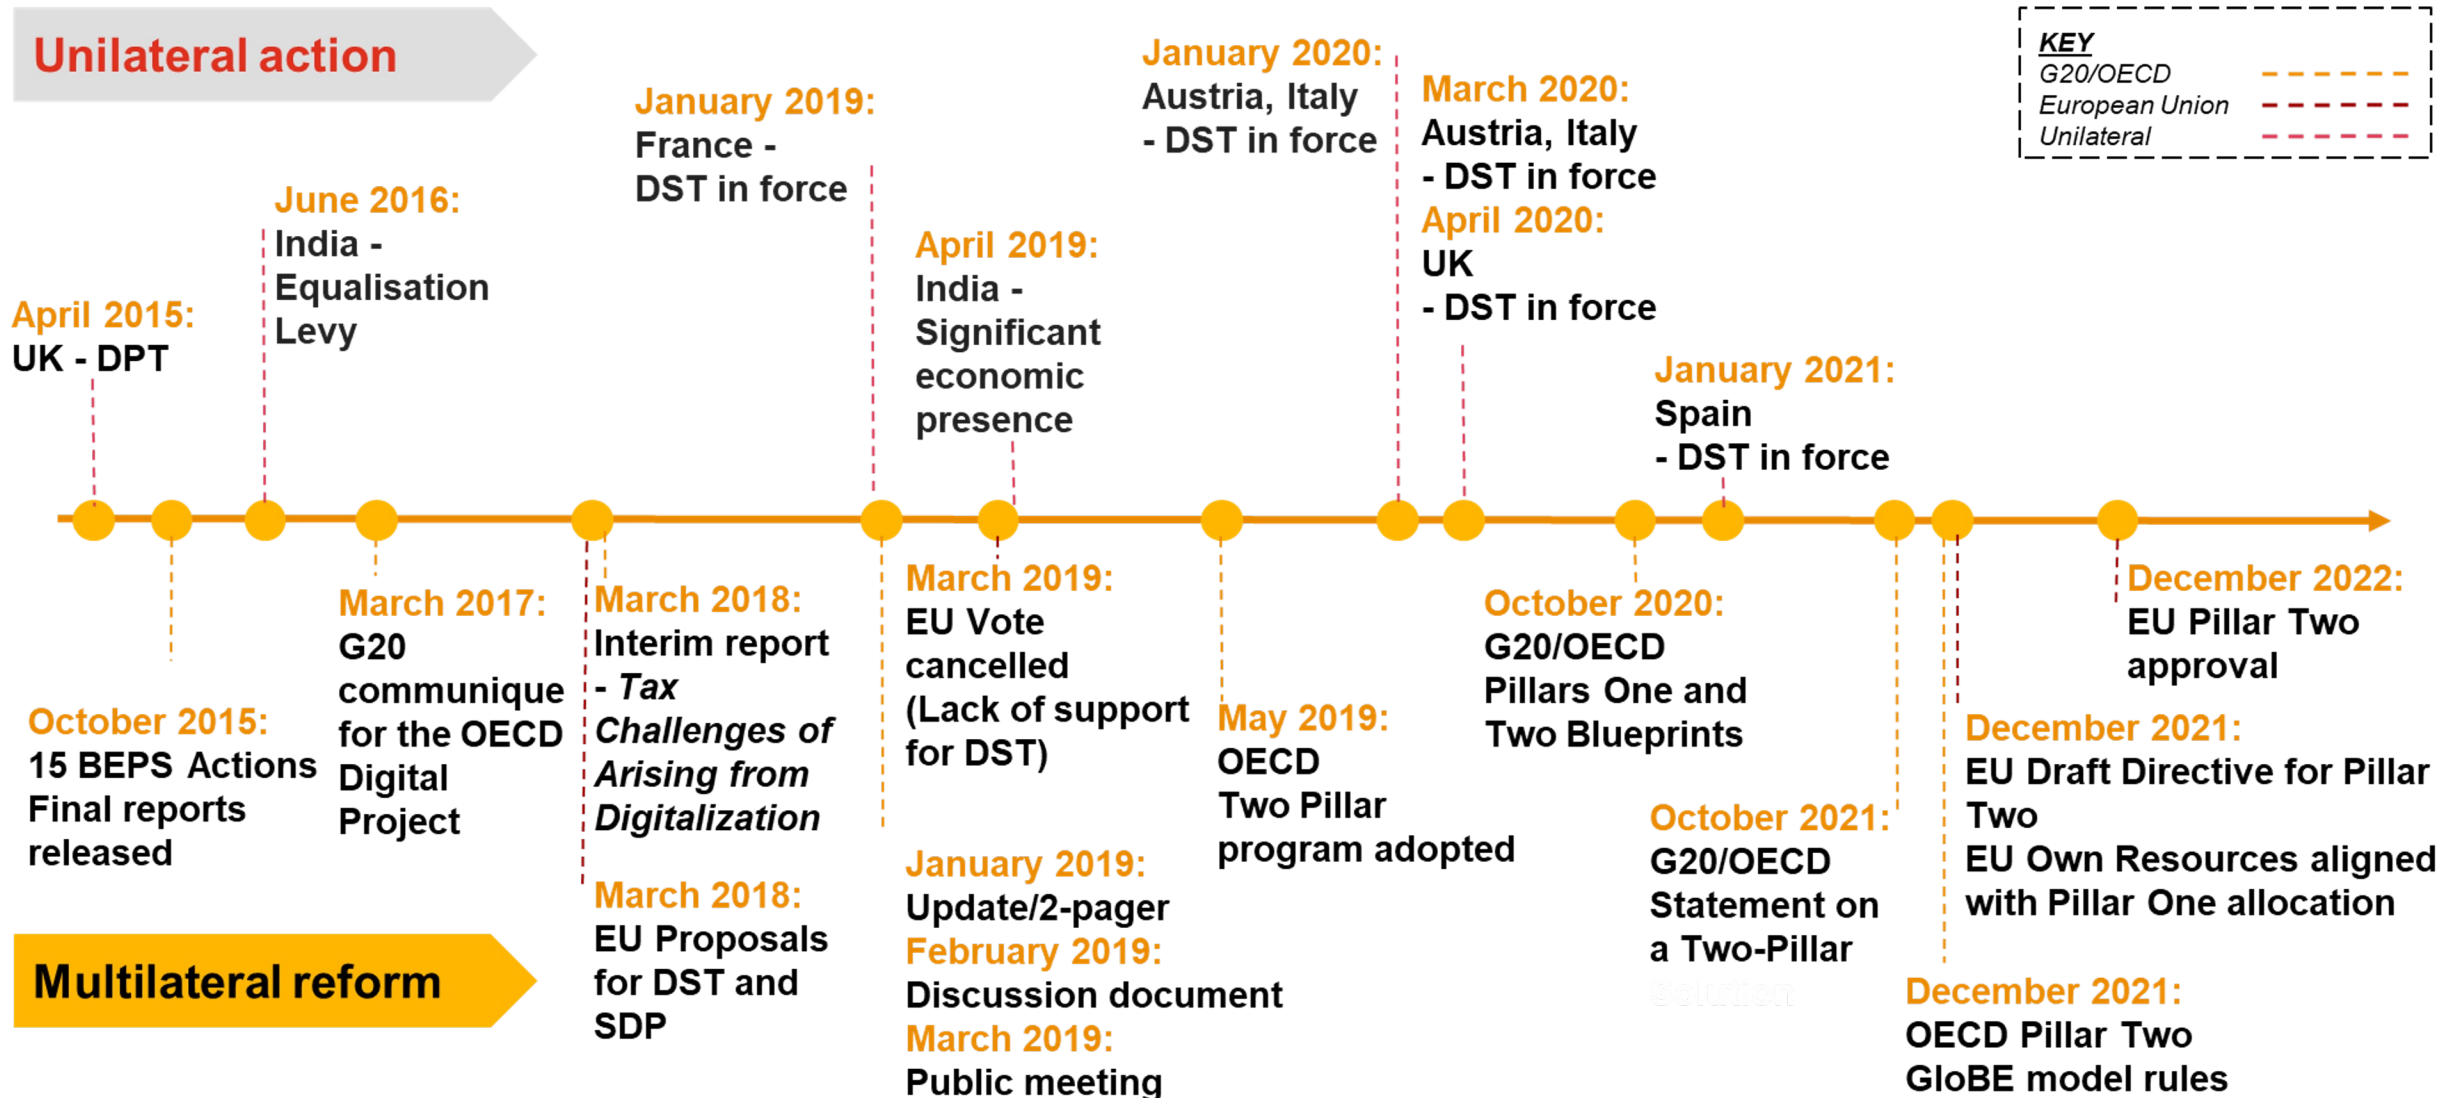 Unilateral action
KEY
G20/OECD
European Union
Unilateral
April 2015:
UK - DPT
June 2016:
India -
Equalisation
Levy
January 2019:
France -
DST in force
April 2019:
India -
Significant
economic
presence
January 2020:
Austria, Italy
- DST in force
March 2020:
Austria, Italy
- DST in force
April 2020:
UK
- DST in force
January 2021:
Spain
- DST in force
October 2015:
15 BEPS Actions
Final reports
released
March 2017:
G20
communique
for the OECD
Digital
Project
March 2018:
Interim report
- Tax
Challenges of
Arising from
Digitalization
March 2018:
EU Proposals
for DST and
SDP
March 2019:
EU Vote
cancelled
(Lack of support
for DST)
January 2019:
Update/2-pager
February 2019:
Discussion document
March 2019:
Public meeting
May 2019:
OECD
Two Pillar
program adopted
October 2020:
G20/OECD
Pillars One and
Two Blueprints
October 2021:
G20/OECD
Statement on
a Two-Pillar
Solution
December 2021:
OECD Pillar Two
GloBE model rules
December 2021:
EU Draft Directive for Pillar
Two
EU Own Resources aligned
with Pillar One allocation
December 2022:
EU Pillar Two
approval
Multilateral reform